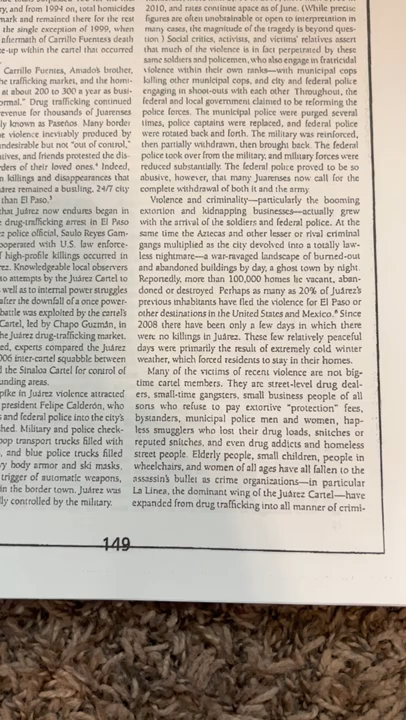 ry, and from 1994 on, total homicides
mark and remained there for the rest
the single exception of 1999, when
aftermath of Carrillo Fuentess death
e-up within the cartel that occurred
Carrillo Fuentes, Amado's brother,
he trafficking market, and the homi-
at about 200 to 300 a year as busi-
ormal." Drug trafficking continued
revenue for thousands of Juarenses
ly known as Paseños. Many border
e violence inevitably produced by
ndesirable but not "out of control,"
atives, and friends protested the dis-
rders of their loved ones.⁴ Indeed,
n killings and disappearances that
uárez remained a bustling, 24/7 city
than El Paso.⁵
that Juárez now endures began in
drug-trafficking arrest in El Paso
z police official, Saulo Reyes Gam-
ooperated with U.S. law enforce-
f high-profile killings occurred in
rez. Knowledgeable local observers
to attempts by the Juárez Cartel to
well as to internal power struggles
after the downfall of a once power-
battle was exploited by the cartel's
Cartel, led by Chapo Guzmán, in
he Juárez drug-trafficking market.
ed, experts compared the Juárez
006 inter-cartel squabble between
the Sinaloa Cartel for control of
unding areas.
pike in Juárez violence attracted
president Felipe Calderón, who
s and federal police into the city's
hed. Military and police check-
oop transport trucks filled with
, and blue police trucks filled
vy body armor and ski masks,
trigger of automatic weapons,
in the border town. Juárez was
lly controlled by the military.
2010, and rates continue apace as of June. (While precise
figures are often unobtainable or open to interpretation in
many cases, the magnitude of the tragedy is beyond ques-
tion.) Social critics, activists, and victims' relatives assert
that much of the violence is in fact perpetrated by these
same soldiers and policemen, who also engage in fratricidal
violence within their own ranks—with municipal cops
killing other municipal cops, and city and federal police
engaging in shoot-outs with each other Throughout, the
federal and local government claimed to be reforming the
police forces. The municipal police were purged several
times, police captains were replaced, and federal police
were rotated back and forth. The military was reinforced,
then partially withdrawn, then brought back. The federal
police took over from the military, and military forces were
reduced substantially. The federal police proved to be so
abusive, however, that many Juarenses now call for the
complete withdrawal of both it and the army.
Violence and criminality—particularly the booming
extortion and kidnapping businesses—actually grew
with the arrival of the soldiers and federal police. At the
same time the Aztecas and other lesser or rival criminal
gangs multiplied as the city devolved into a totally law-
less nightmare—a war-ravaged landscape of burned-out
and abandoned buildings by day, a ghost town by night.
Reportedly, more than 100,000 homes lie vacant, aban-
doned or destroyed Perhaps as many as 20% of Juárez's
previous inhabitants have fled the violence for El Paso or
other destinations in the United States and Mexico.⁶ Since
2008 there have been only a few days in which there
were no killings in Juárez. These few relatively peaceful
days were primarily the result of extremely cold winter
weather, which forced residents to stay in their homes.
Many of the victims of recent violence are not big-
time cartel members. They are street-level drug deal-
ers, small-time gangsters, small business people of all
sorts who refuse to pay extortive "protection" fees,
bystanders, municipal police men and women, hap-
less smugglers who lost their drug loads, snitches or
reputed snitches, and even drug addicts and homeless
street people. Elderly people, small children, people in
wheelchairs, and women of all ages have all fallen to the
assassin's bullet as crime organizations—in particular
La Línea, the dominant wing of the Juárez Cartel—have
expanded from drug trafficking into all manner of crimi-
149